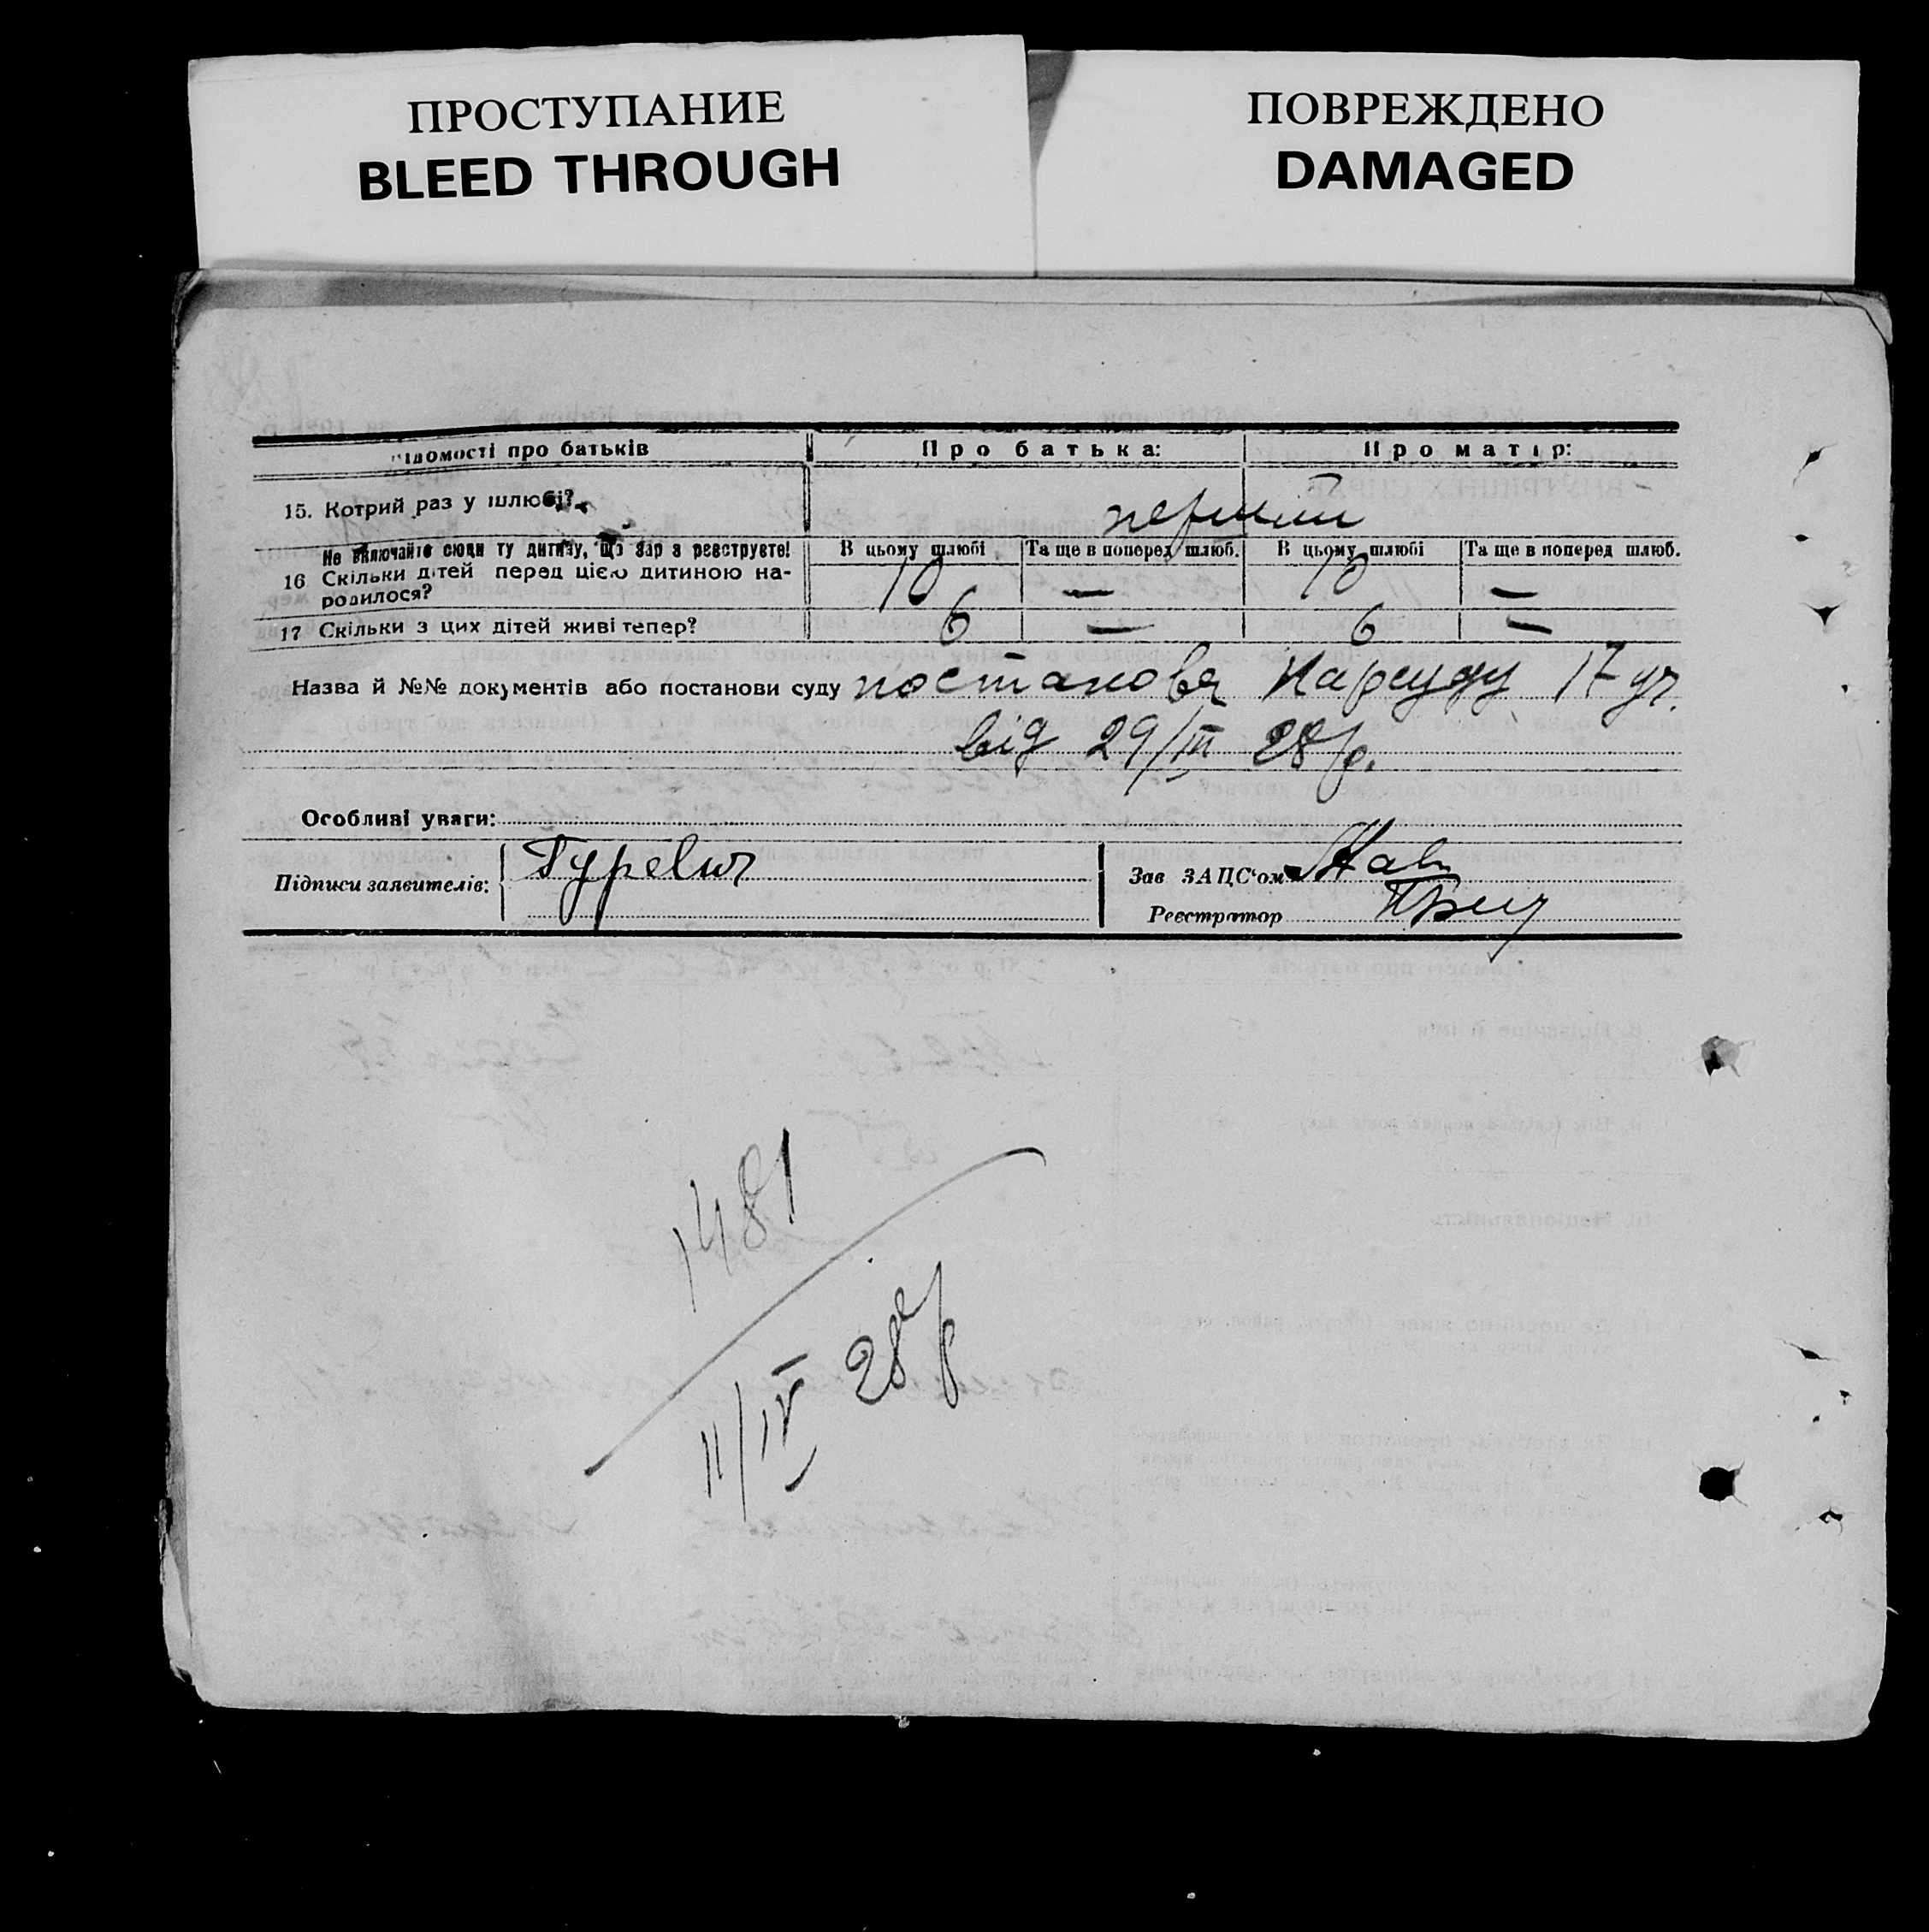 ПРОСТУПАНИЕ
BLEED THROUGH
ПОВРЕЖДЕНО
DAMAGED
ідомості про батьків Про батька: Про матір:
15. Котрий раз у шлюбі? перший
Не включайте сюди ту дитину, що зар з реєструєте! В цьому шлюбі Та ще в поперед шлюб. В цьому шлюбі Та ще в поперед шлюб.
16 Скільки дітей перед цією дитиною на-
родилося? 10 — 10 —
17 Скільки з цих дітей живі тепер? 6 — 6 —
Назва й №№ документів або постанови суду постанова Нарсуду 17 уч.
від 29/III 28 р.
Особливі уваги:
Підписи заявителів: Гуревич
Зав ЗАЦС'ом
Реєстратор
1481
11/IV 28 р